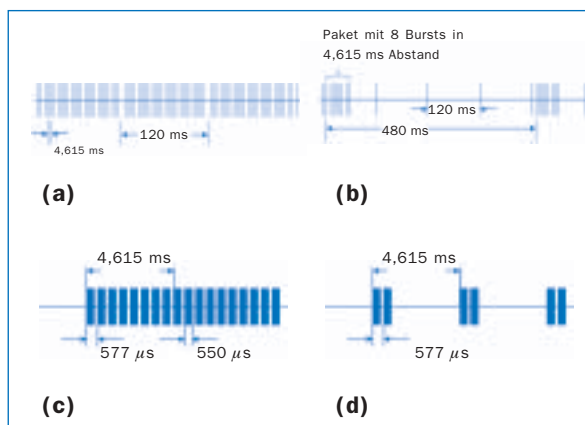 Paket mit 8 Bursts in
4,615 ms Abstand
120 ms
4,615 ms
(a)
120 ms
480 ms
(b)
4,615 ms
577 µs
550 µs
(c)
4,615 ms
577 µs
(d)